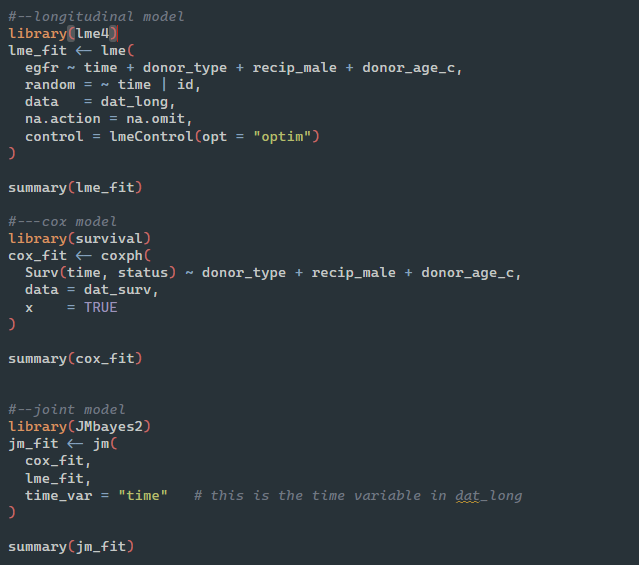 #--longitudinal model
library(lme4)
lme_fit <- lme(
  egfr ~ time + donor_type + recip_male + donor_age_c,
  random = ~ time | id,
  data   = dat_long,
  na.action = na.omit,
  control = lmeControl(opt = "optim")
)
summary(lme_fit)
#---cox model
library(survival)
cox_fit <- coxph(
  Surv(time, status) ~ donor_type + recip_male + donor_age_c,
  data = dat_surv,
  x    = TRUE
)
summary(cox_fit)
#--joint model
library(JMbayes2)
jm_fit <- jm(
  cox_fit,
  lme_fit,
  time_var = "time"   # this is the time variable in dat_long
)
summary(jm_fit)